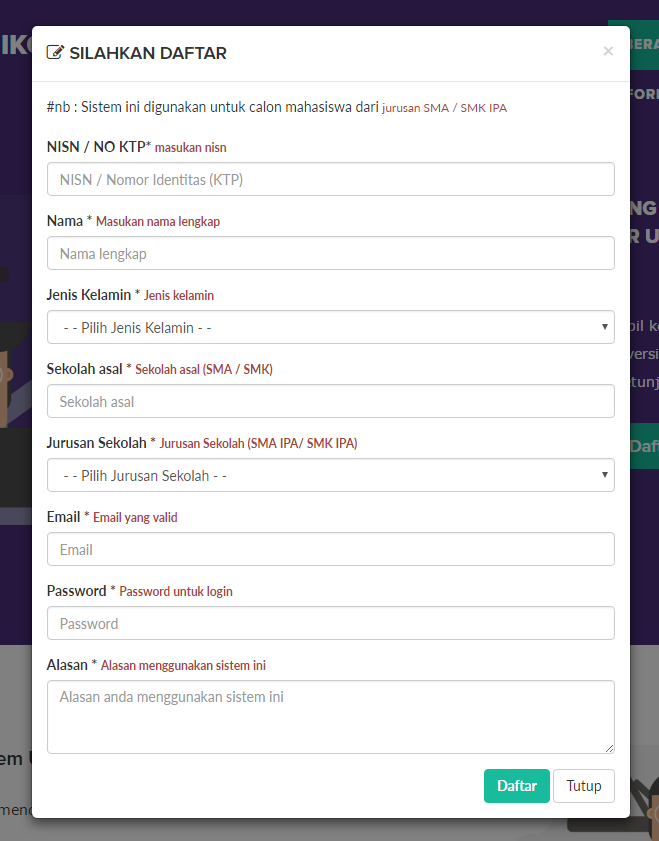 SILAHKAN DAFTAR ×
#nb : Sistem ini digunakan untuk calon mahasiswa dari jurusan SMA / SMK IPA
NISN / NO KTP* masukan nisn
NISN / Nomor Identitas (KTP)
Nama * Masukan nama lengkap
Nama lengkap
Jenis Kelamin * Jenis kelamin
- - Pilih Jenis Kelamin - -
Sekolah asal * Sekolah asal (SMA / SMK)
Sekolah asal
Jurusan Sekolah * Jurusan Sekolah (SMA IPA/ SMK IPA)
- - Pilih Jurusan Sekolah - -
Email * Email yang valid
Email
Password * Password untuk login
Password
Alasan * Alasan menggunakan sistem ini
Alasan anda menggunakan sistem ini
Daftar Tutup